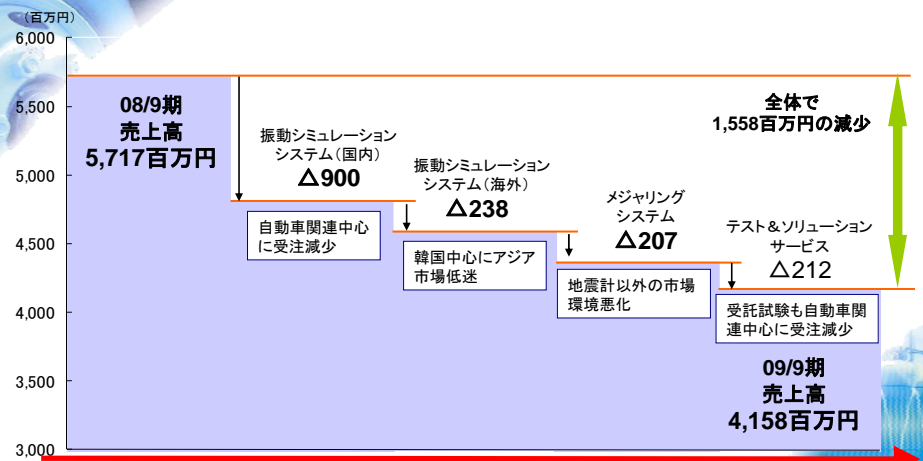 (百万円)
6,000
5,500
5,000
4,500
4,000
3,500
3,000
08/9期
売上高
5,717百万円
振動シミュレーション
システム(国内)
△900
自動車関連中心
に受注減少
振動シミュレーション
システム(海外)
△238
韓国中心にアジア
市場低迷
メジャリング
システム
△207
地震計以外の市場
環境悪化
テスト&ソリューション
サービス
△212
受託試験も自動車関
連中心に受注減少
全体で
1,558百万円の減少
09/9期
売上高
4,158百万円